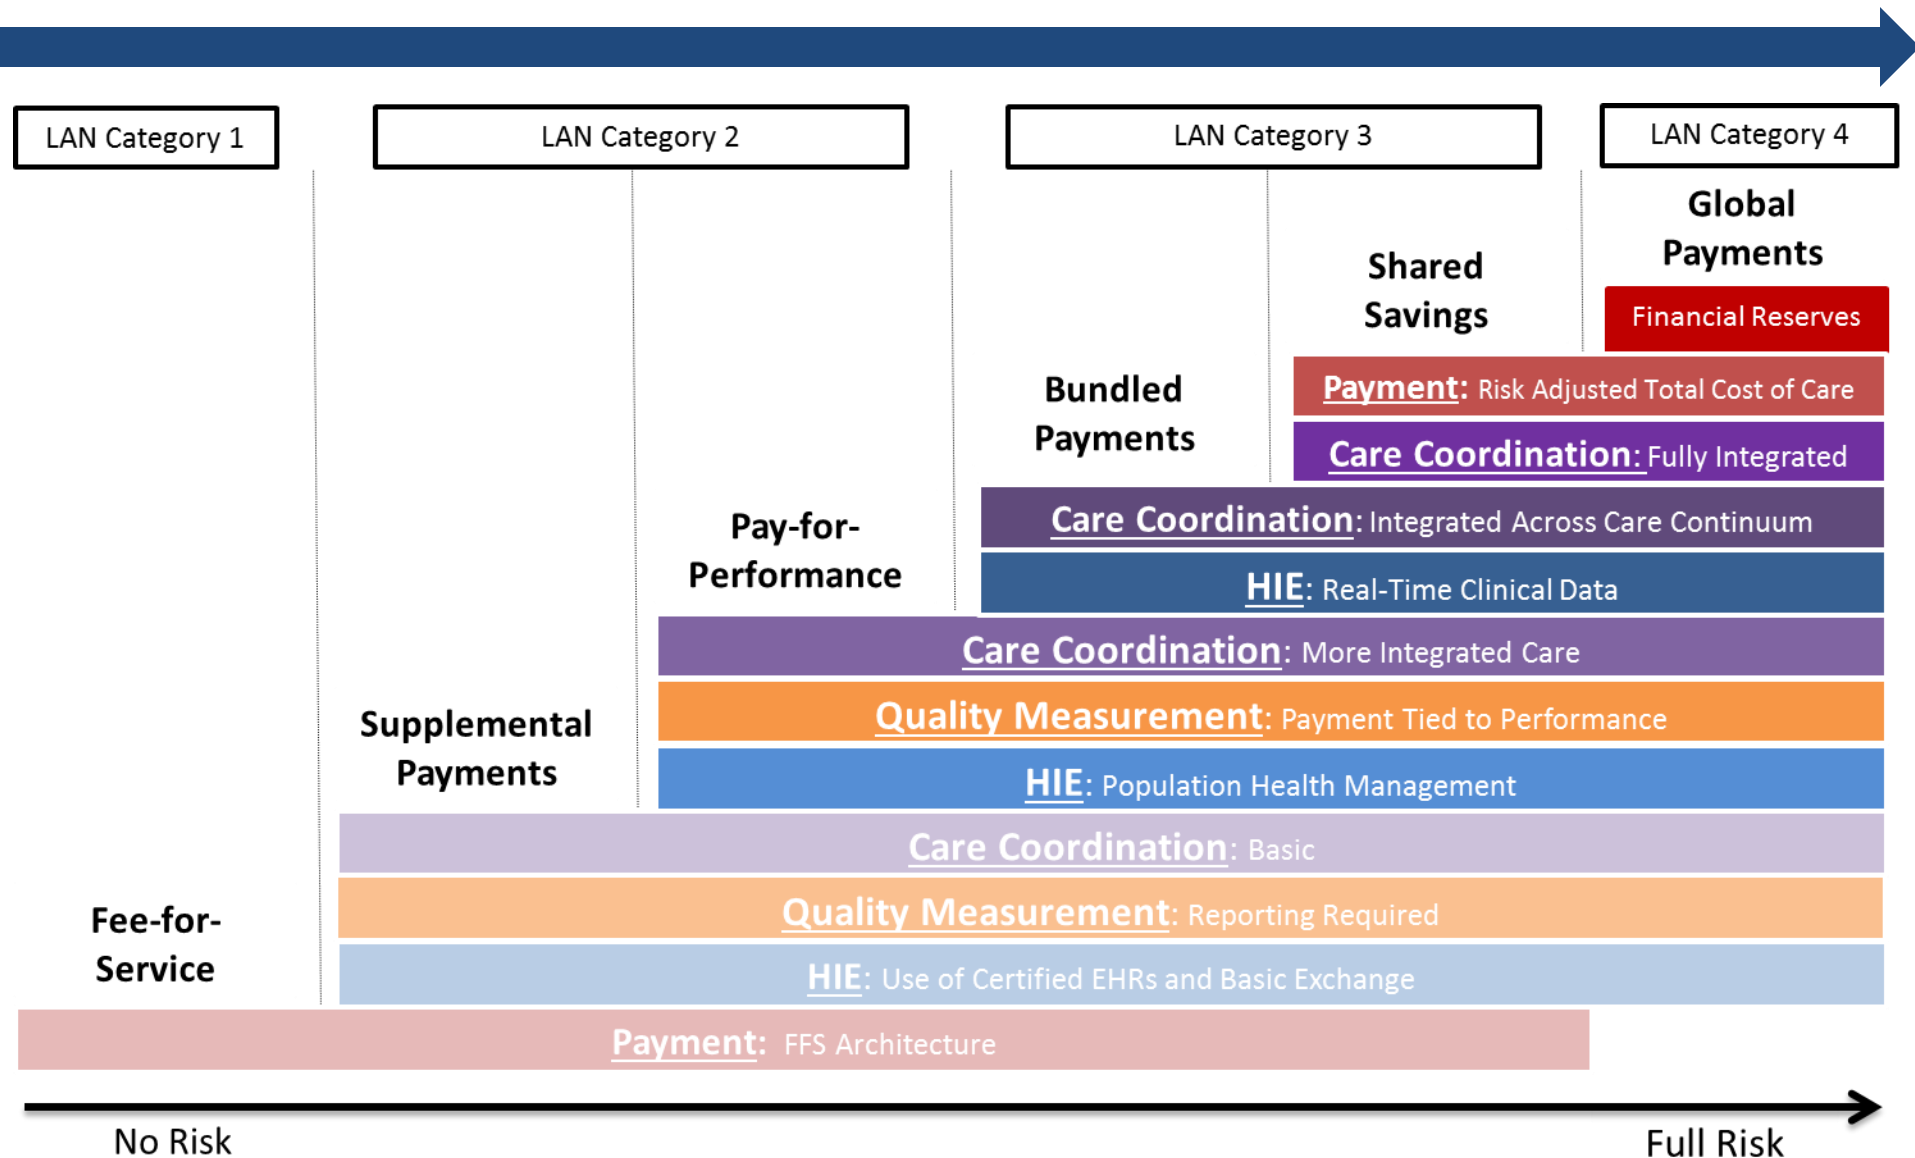 LAN Category 1
LAN Category 2
LAN Category 3
LAN Category 4
Global
Payments
Shared
Savings
Financial Reserves
Bundled
Payments
Payment: Risk Adjusted Total Cost of Care
Care Coordination: Fully Integrated
Pay-for-
Performance
Care Coordination: Integrated Across Care Continuum
HIE: Real-Time Clinical Data
Care Coordination: More Integrated Care
Supplemental
Payments
Quality Measurement: Payment Tied to Performance
HIE: Population Health Management
Care Coordination: Basic
Fee-for-
Service
Quality Measurement: Reporting Required
HIE: Use of Certified EHRs and Basic Exchange
Payment: FFS Architecture
No Risk
Full Risk